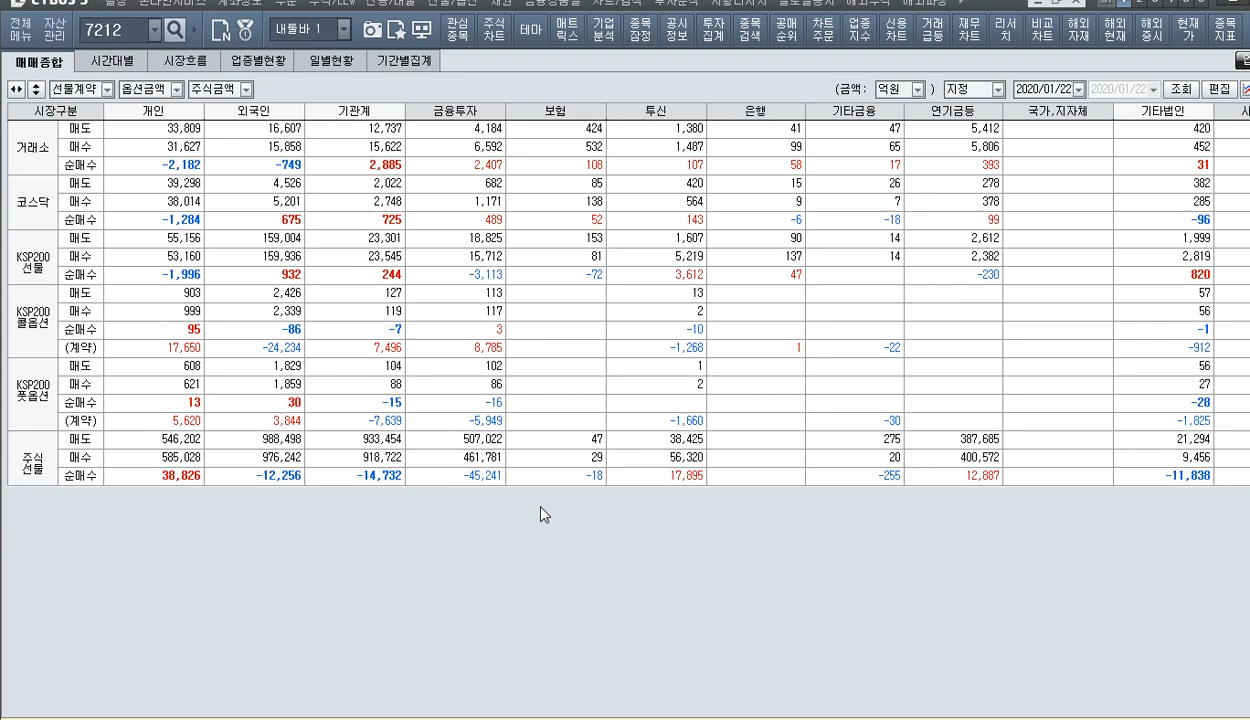 CYBOS 5
전체 메뉴 자산 관리 7212 내툴바 1 관심 종목 주식 차트 테마 매트 릭스 기업 분석 종목 잠정 공시 정보 투자 집계 종목 검색 공매 순위 차트 주문 업종 지수 신용 차트 거래 급등 재무 차트 리서 치 비교 차트 해외 자재 해외 현재 해외 증시 현재 가 종목 지표
매매종합 시간대별 시장흐름 업종별현황 일별현황 기간별집계
선물계약 옵션금액 주식금액 (금액: 억원 ) 지정 2020/01/22 2020/01/22 조회 편집
시장구분 개인 외국인 기관계 금융투자 보험 투신 은행 기타금융 연기금등 국가,지자체 기타법인
거래소
매도 33,809 16,607 12,737 4,184 424 1,380 41 47 5,412 420
매수 31,627 15,858 15,622 6,592 532 1,487 99 65 5,806 452
순매수 -2,182 -749 2,885 2,407 108 107 58 17 393 31
코스닥
매도 39,298 4,526 2,022 682 85 420 15 26 278 382
매수 38,014 5,201 2,748 1,171 138 564 9 7 378 285
순매수 -1,284 675 725 489 52 143 -6 -18 99 -96
KSP200 선물
매도 55,156 159,004 23,301 18,825 153 1,607 90 14 2,612 1,999
매수 53,160 159,936 23,545 15,712 81 5,219 137 14 2,382 2,819
순매수 -1,996 932 244 -3,113 -72 3,612 47 -230 820
KSP200 콜옵션
매도 903 2,426 127 113 13 57
매수 999 2,339 119 117 2 56
순매수 95 -86 -7 3 -10 -1
(계약) 17,650 -24,234 7,496 8,785 -1,268 1 -22 -912
KSP200 풋옵션
매도 608 1,829 104 102 1 56
매수 621 1,859 88 86 2 27
순매수 13 30 -15 -16 -28
(계약) 5,620 3,844 -7,639 -5,949 -1,660 -30 -1,825
주식 선물
매도 546,202 988,498 933,454 507,022 47 38,425 275 387,685 21,294
매수 585,028 976,242 918,722 461,781 29 56,320 20 400,572 9,456
순매수 38,826 -12,256 -14,732 -45,241 -18 17,895 -255 12,887 -11,838